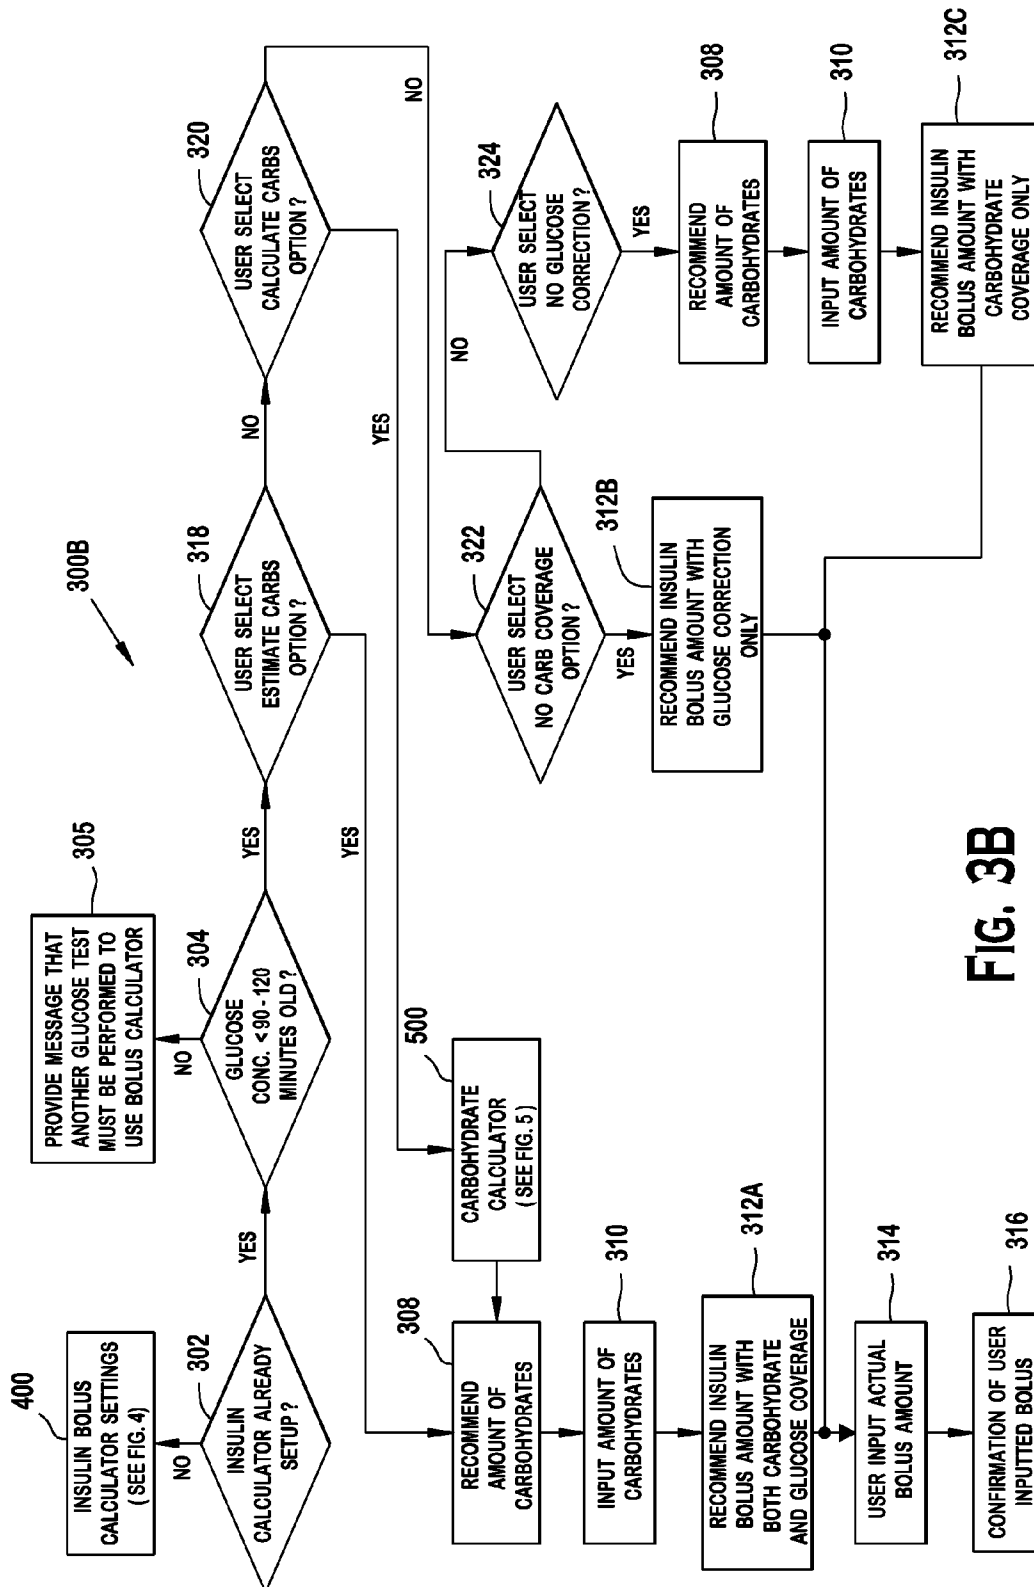 300B
400
INSULIN BOLUS
CALCULATOR SETTINGS
( SEE FIG. 4)
NO
302
INSULIN
CALCULATOR ALREADY
SETUP?
YES
305
PROVIDE MESSAGE THAT
ANOTHER GLUCOSE TEST
MUST BE PERFORMED TO
USE BOLUS CALCULATOR
NO
304
GLUCOSE
CONC. < 90 - 120
MINUTES OLD?
YES
318
USER SELECT
ESTIMATE CARBS
OPTION?
NO
YES
320
USER SELECT
CALCULATE CARBS
OPTION?
YES
NO
500
CARBOHYDRATE
CALCULATOR
( SEE FIG. 5 )
308
RECOMMEND
AMOUNT OF
CARBOHYDRATES
310
INPUT AMOUNT OF
CARBOHYDRATES
312A
RECOMMEND INSULIN
BOLUS AMOUNT WITH
BOTH CARBOHYDRATE
AND GLUCOSE COVERAGE
314
USER INPUT ACTUAL
BOLUS AMOUNT
316
CONFIRMATION OF USER
INPUTTED BOLUS
322
USER SELECT
NO CARB COVERAGE
OPTION?
NO
YES
312B
RECOMMEND INSULIN
BOLUS AMOUNT WITH
GLUCOSE CORRECTION
ONLY
324
USER SELECT
NO GLUCOSE
CORRECTION?
YES
308
RECOMMEND
AMOUNT OF
CARBOHYDRATES
310
INPUT AMOUNT OF
CARBOHYDRATES
312C
RECOMMEND INSULIN
BOLUS AMOUNT WITH
CARBOHYDRATE
COVERAGE ONLY
FIG. 3B